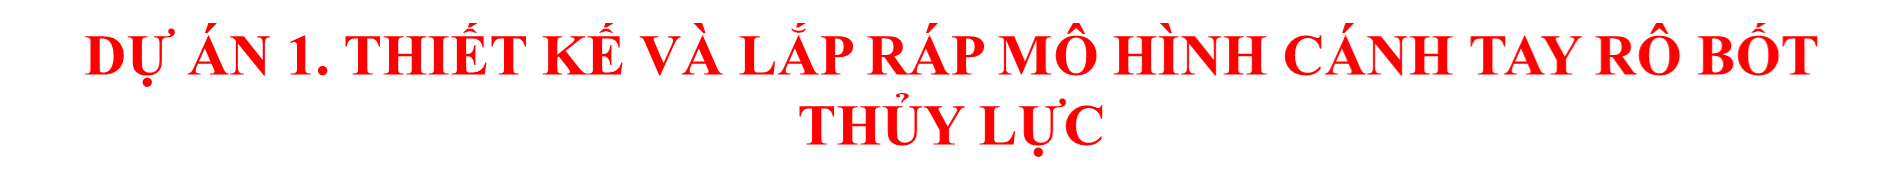 DỰ ÁN 1. THIẾT KẾ VÀ LẮP RÁP MÔ HÌNH CÁNH TAY RÔ BỐT
THỦY LỰC